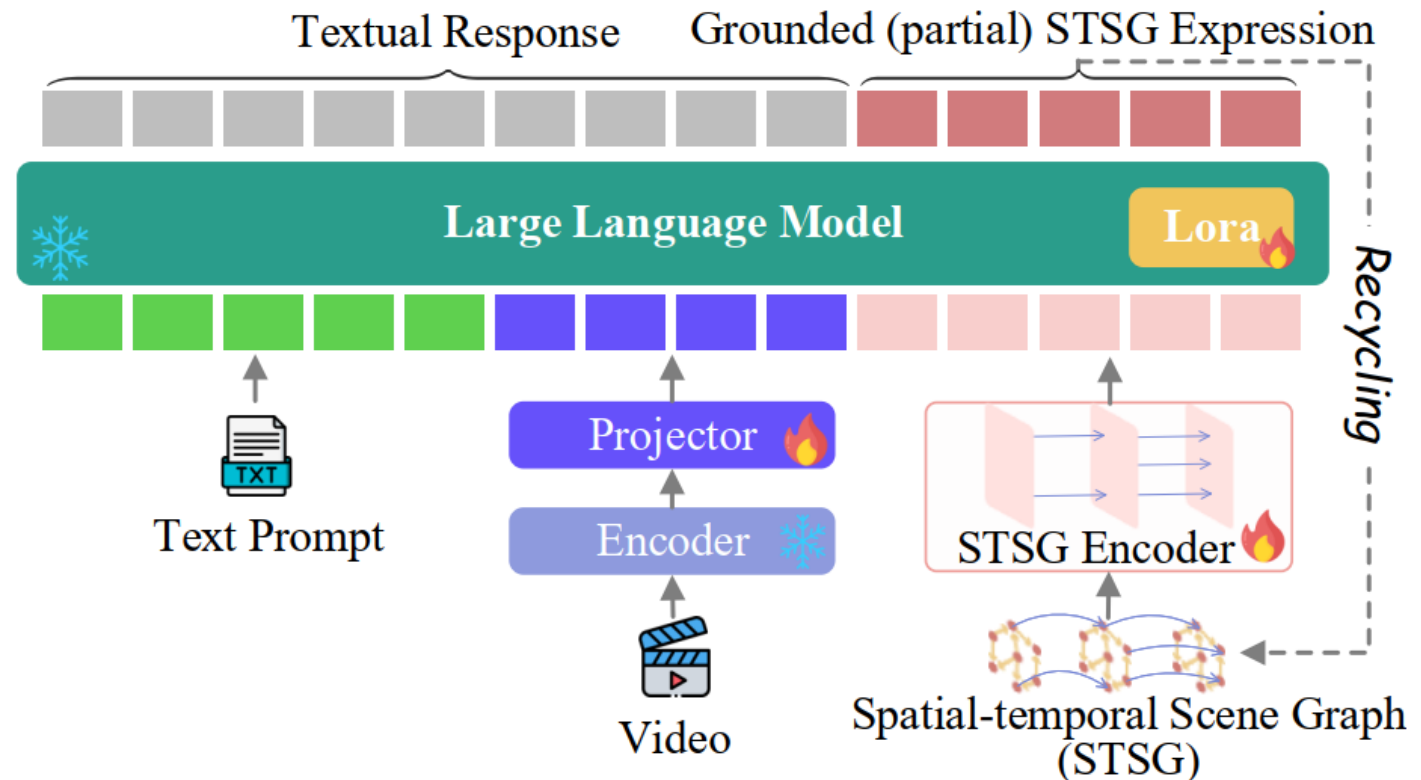 Textual Response
Grounded (partial) STSG Expression
Large Language Model
Lora
Recycling
Projector
TXT
Text Prompt
Encoder
STSG Encoder
Video
Spatial-temporal Scene Graph
(STSG)